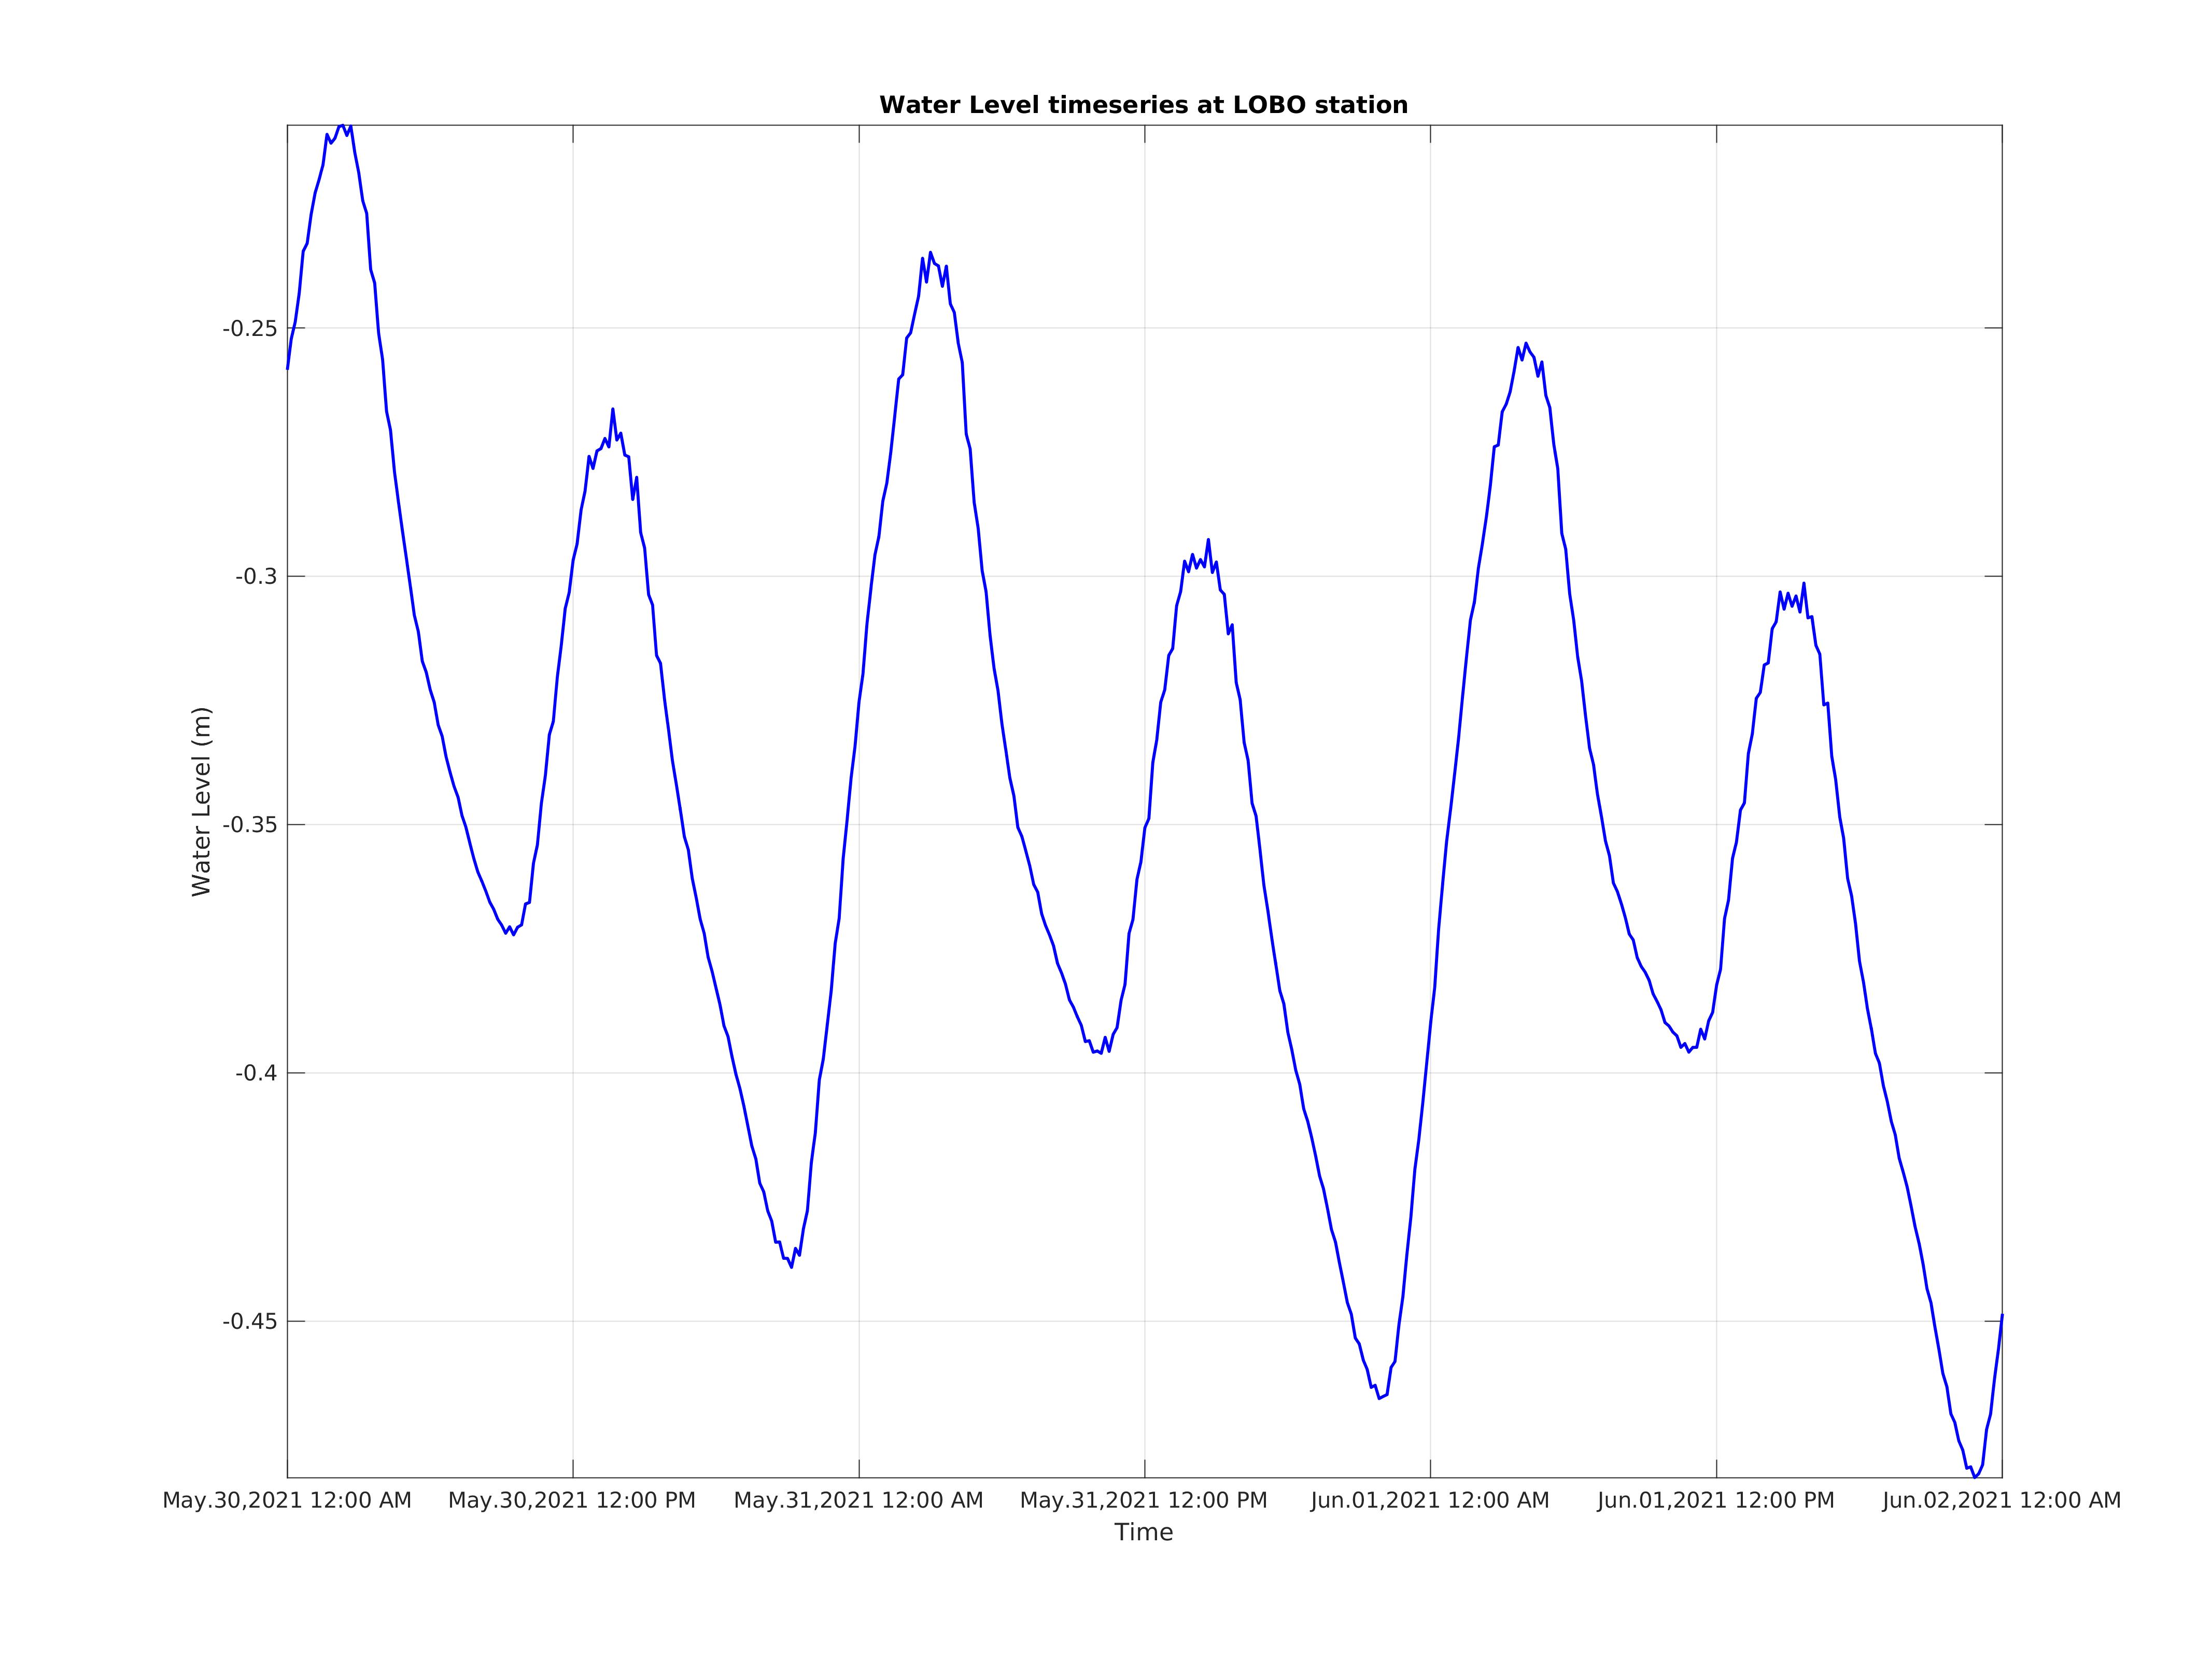 Water Level timeseries at LOBO station
-0.25
-0.3
-0.35
-0.4
-0.45
Water Level (m)
May.30,2021 12:00 AM May.30,2021 12:00 PM May.31,2021 12:00 AM May.31,2021 12:00 PM Jun.01,2021 12:00 AM Jun.01,2021 12:00 PM Jun.02,2021 12:00 AM
Time